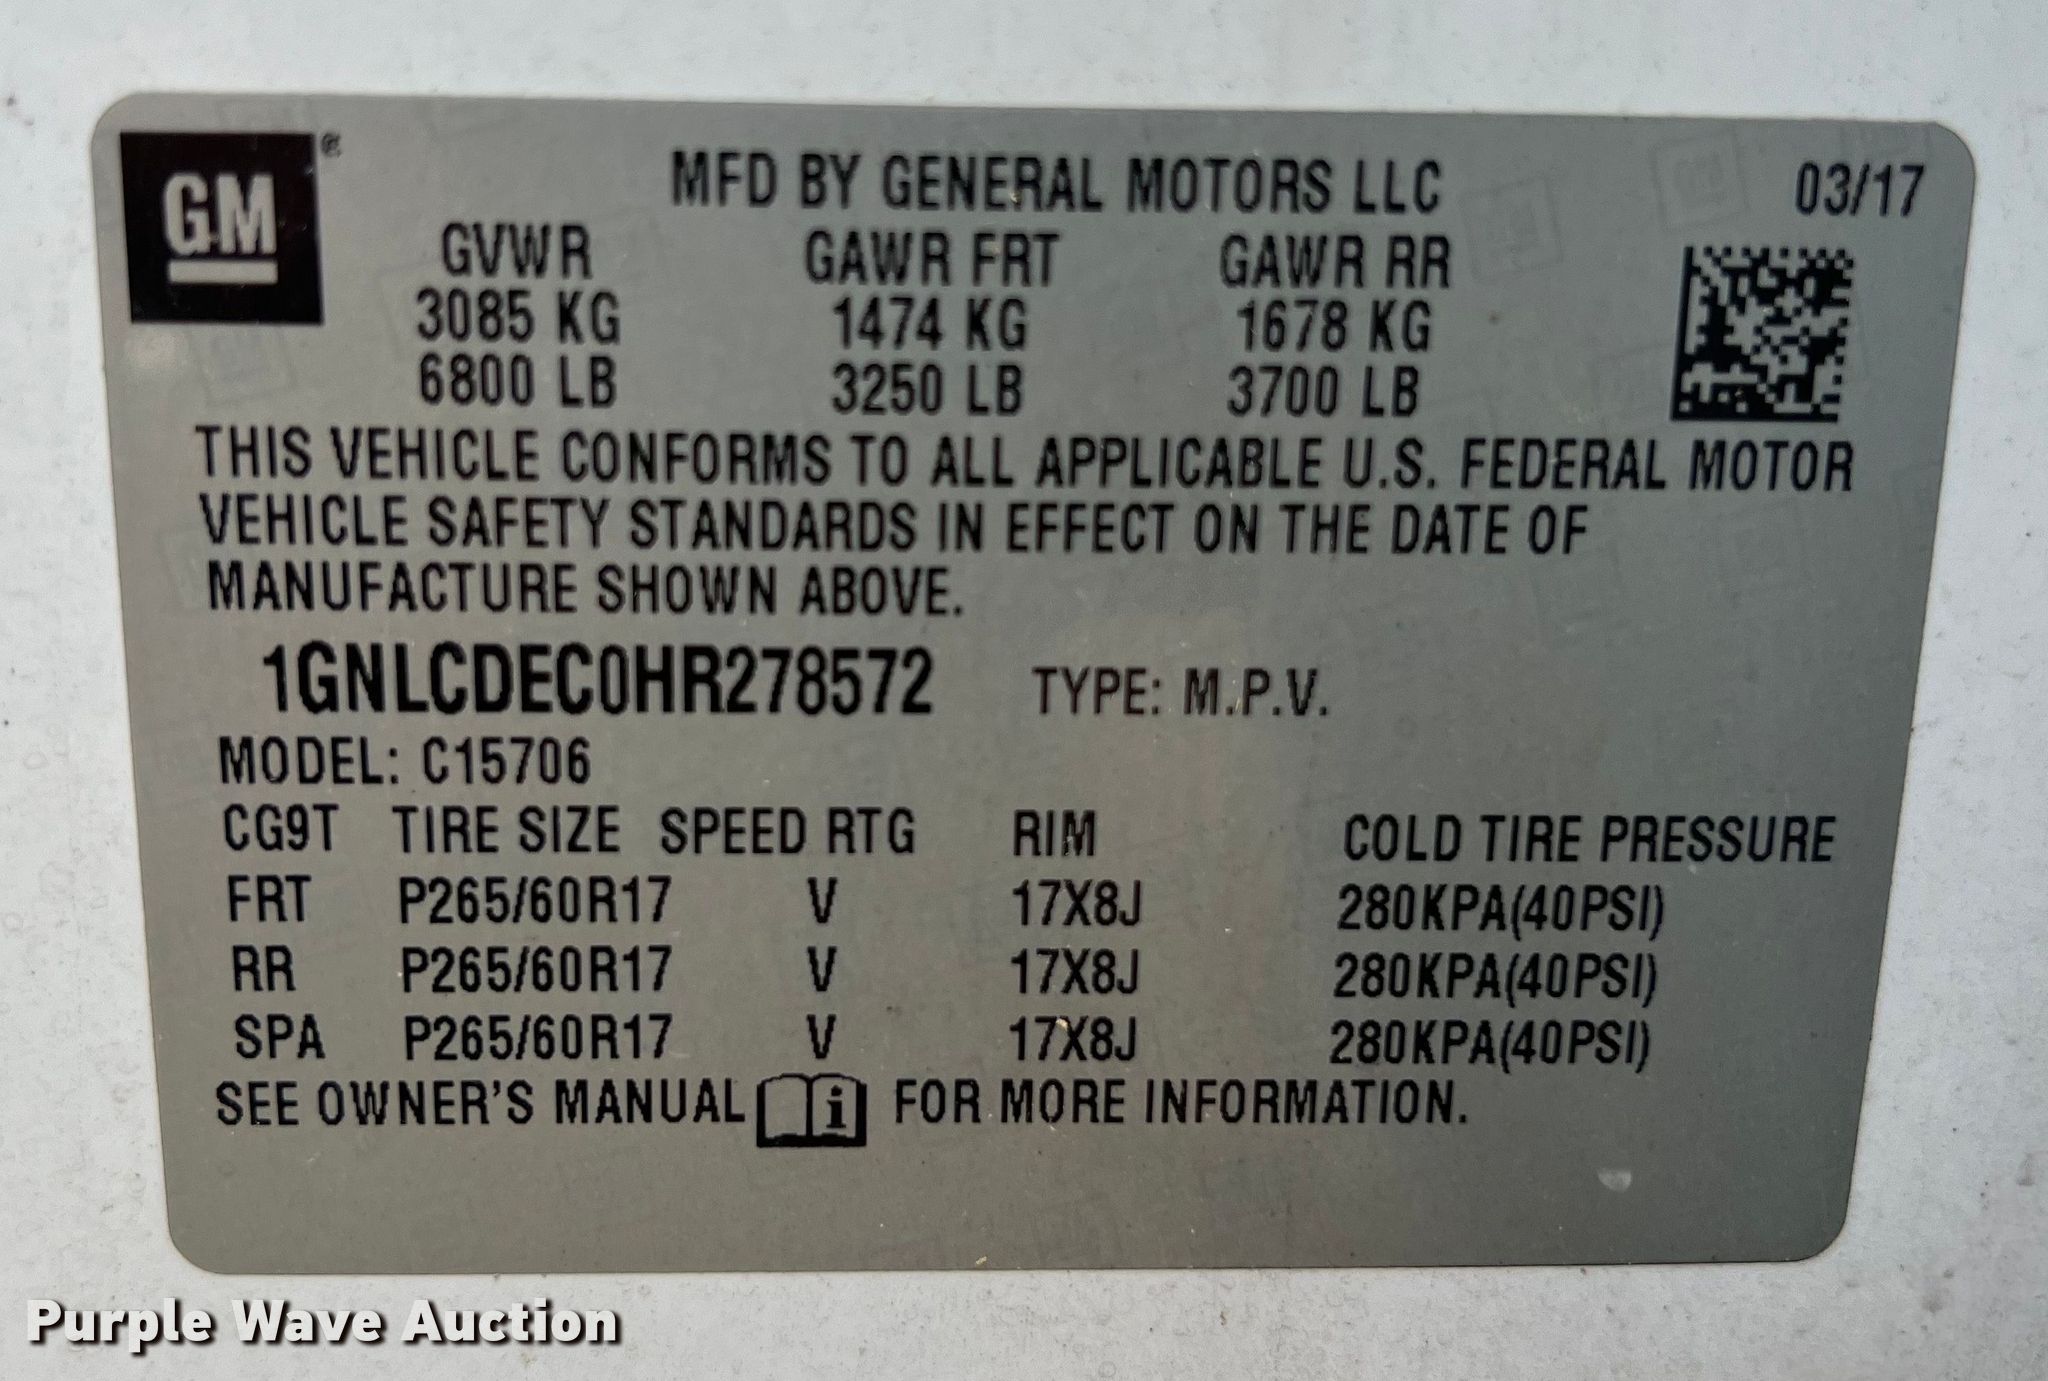 GM®
MFD BY GENERAL MOTORS LLC 03/17
GVWR GAWR FRT GAWR RR
3085 KG 1474 KG 1678 KG
6800 LB 3250 LB 3700 LB
THIS VEHICLE CONFORMS TO ALL APPLICABLE U.S. FEDERAL MOTOR
VEHICLE SAFETY STANDARDS IN EFFECT ON THE DATE OF
MANUFACTURE SHOWN ABOVE.
1GNLCDEC0HR278572 TYPE: M.P.V.
MODEL: C15706
CG9T TIRE SIZE SPEED RTG RIM COLD TIRE PRESSURE
FRT P265/60R17 V 17X8J 280KPA(40PSI)
RR P265/60R17 V 17X8J 280KPA(40PSI)
SPA P265/60R17 V 17X8J 280KPA(40PSI)
SEE OWNER'S MANUAL i FOR MORE INFORMATION.
Purple Wave Auction